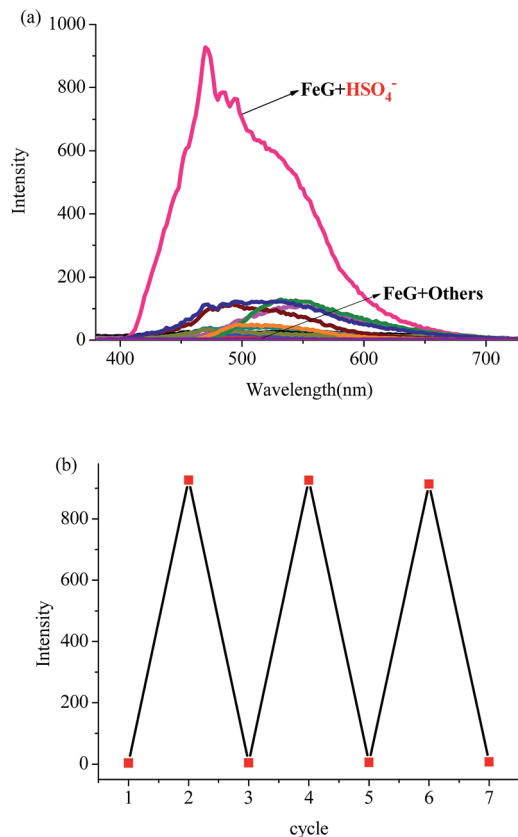 (a)
1000
800
600
400
200
0
Intensity
FeG+HSO₄⁻
FeG+Others
400 500 600 700
Wavelength(nm)
(b)
800
600
400
200
0
Intensity
1 2 3 4 5 6 7
cycle